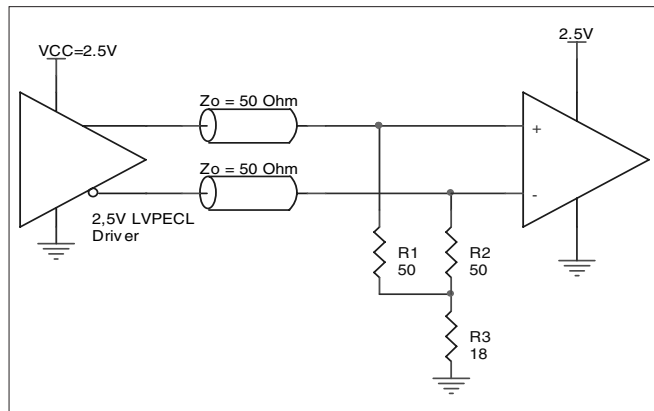 VCC=2.5V
2.5V
Zo = 50 Ohm
+
Zo = 50 Ohm
-
2,5V LVPECL
Driver
R1
50
R2
50
R3
18